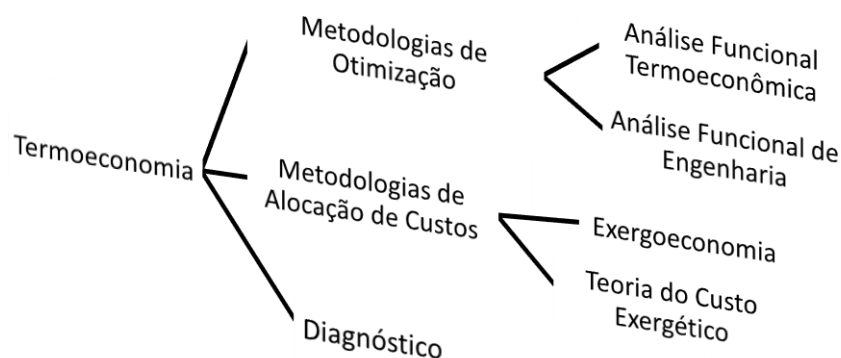 Termoeconomia
Metodologias de
Otimização
Análise Funcional
Termoeconômica
Análise Funcional de
Engenharia
Metodologias de
Alocação de Custos
Exergoeconomia
Teoria do Custo
Exergético
Diagnóstico